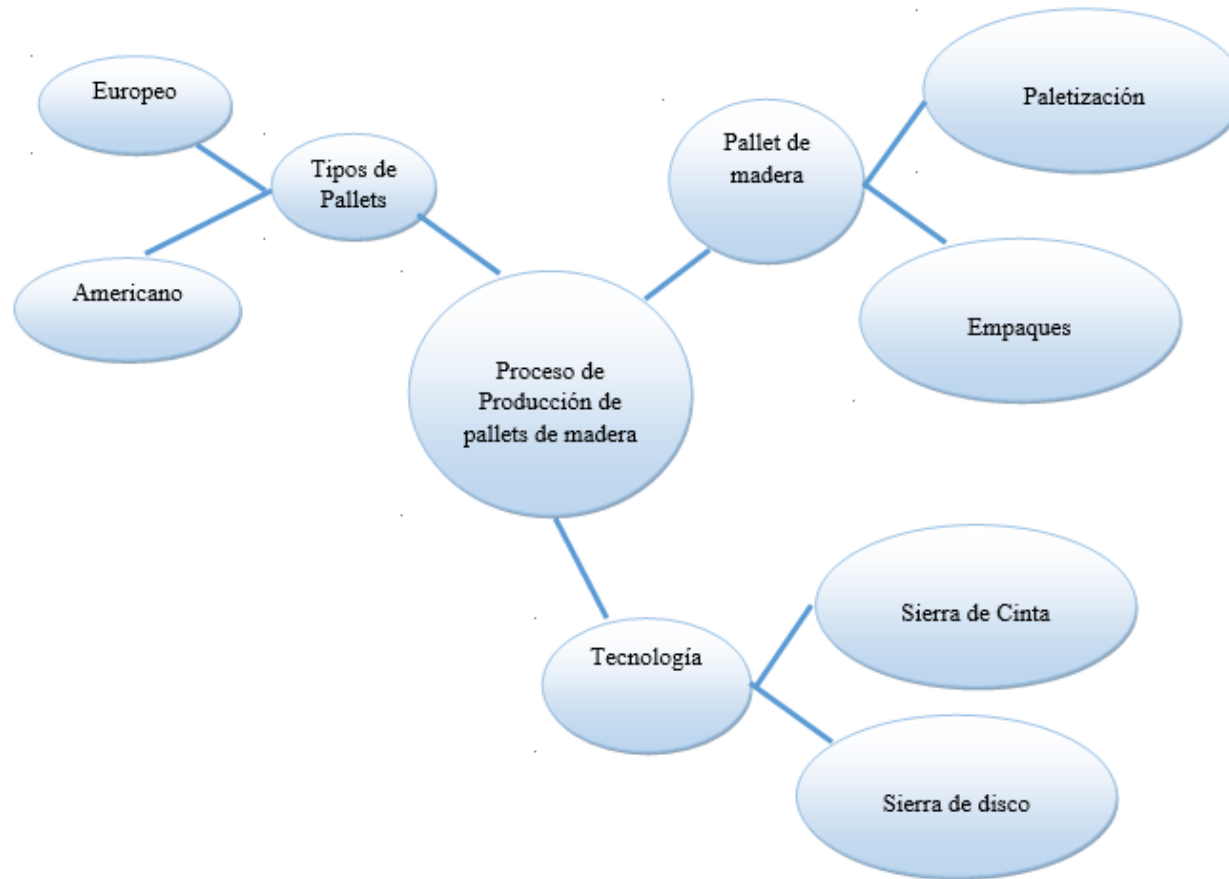 Europeo
Tipos de
Pallets
Americano
Pallet de
madera
Paletización
Empaques
Proceso de
Producción de
pallets de madera
Tecnología
Sierra de Cinta
Sierra de disco